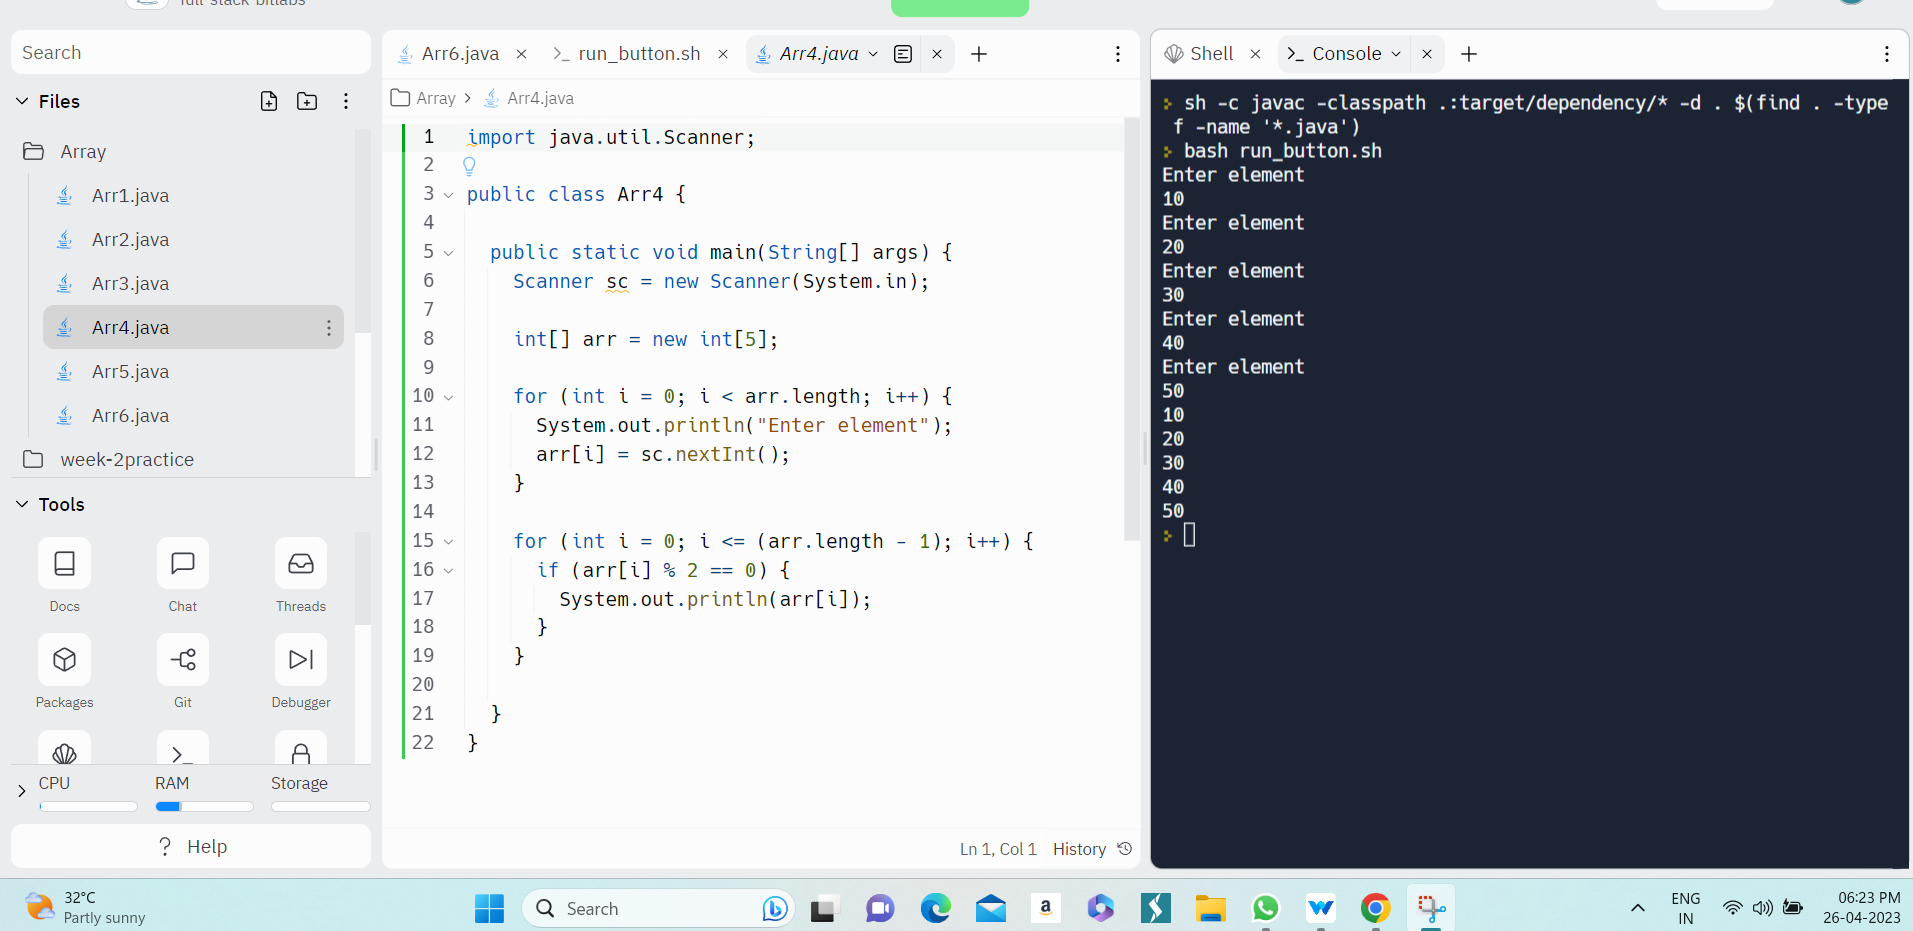 full stack bitlabs
Search
Files
Array
Arr1.java
Arr2.java
Arr3.java
Arr4.java
Arr5.java
Arr6.java
week-2practice
Tools
Docs
Chat
Threads
Packages
Git
Debugger
CPU
RAM
Storage
? Help
Arr6.java
run_button.sh
Arr4.java
Array > Arr4.java
1 import java.util.Scanner;
2
3 public class Arr4 {
4
5 public static void main(String[] args) {
6 Scanner sc = new Scanner(System.in);
7
8 int[] arr = new int[5];
9
10 for (int i = 0; i < arr.length; i++) {
11 System.out.println("Enter element");
12 arr[i] = sc.nextInt();
13 }
14
15 for (int i = 0; i <= (arr.length - 1); i++) {
16 if (arr[i] % 2 == 0) {
17 System.out.println(arr[i]);
18 }
19 }
20
21 }
22 }
Ln 1, Col 1 History
Shell
Console
sh -c javac -classpath .:target/dependency/* -d . $(find . -type
f -name '*.java')
bash run_button.sh
Enter element
10
Enter element
20
Enter element
30
Enter element
40
Enter element
50
10
20
30
40
50
32°C
Partly sunny
Search
ENG
IN
06:23 PM
26-04-2023